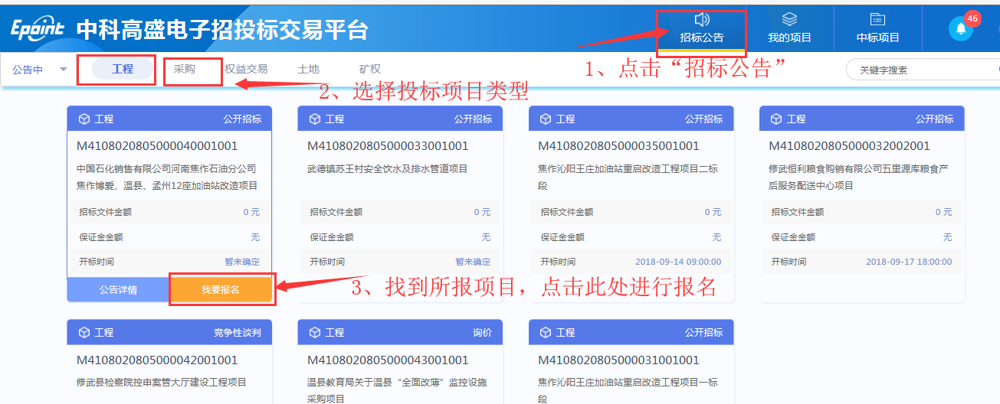 Epoint 中科高盛电子招投标交易平台
招标公告
我的项目
中标项目
46
公告中
工程
采购
权益交易
土地
矿权
关键字搜索
1、点击“招标公告”
2、选择投标项目类型
工程 公开招标
M4108020805000040001001
中国石化销售有限公司河南焦作石油分公司
焦作博爱、温县、孟州12座加油站改造项目
招标文件金额 0 元
保证金金额 无
开标时间 暂未确定
公告详情 我要报名
工程 公开招标
M4108020805000033001001
武德镇苏王村安全饮水及排水管道项目
招标文件金额 0 元
保证金金额 无
开标时间 暂未确定
工程 公开招标
M4108020805000035001001
焦作沁阳王庄加油站重启改造工程项目二标
段
招标文件金额 0 元
保证金金额 无
开标时间 2018-09-14 09:00:00
工程 公开招标
M4108020805000032002001
修武恒利粮食购销有限公司五里源库粮食产
后服务配送中心项目
招标文件金额 0 元
保证金金额 无
开标时间 2018-09-17 18:00:00
3、找到所报项目，点击此处进行报名
工程 竞争性谈判
M4108020805000042001001
修武县检察院控申案管大厅建设工程项目
工程 询价
M4108020805000043001001
温县教育局关于温县“全面改薄”监控设施
采购项目
工程 公开招标
M4108020805000031001001
焦作沁阳王庄加油站重启改造工程项目一标
段